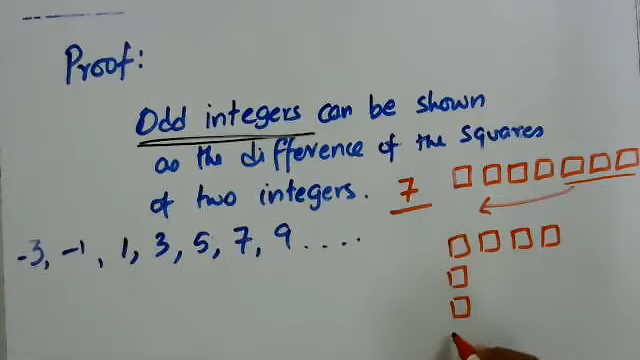 Proof:
Odd integers can be shown
as the difference of the squares
of two integers.
7
-3, -1, 1, 3, 5, 7, 9 ....